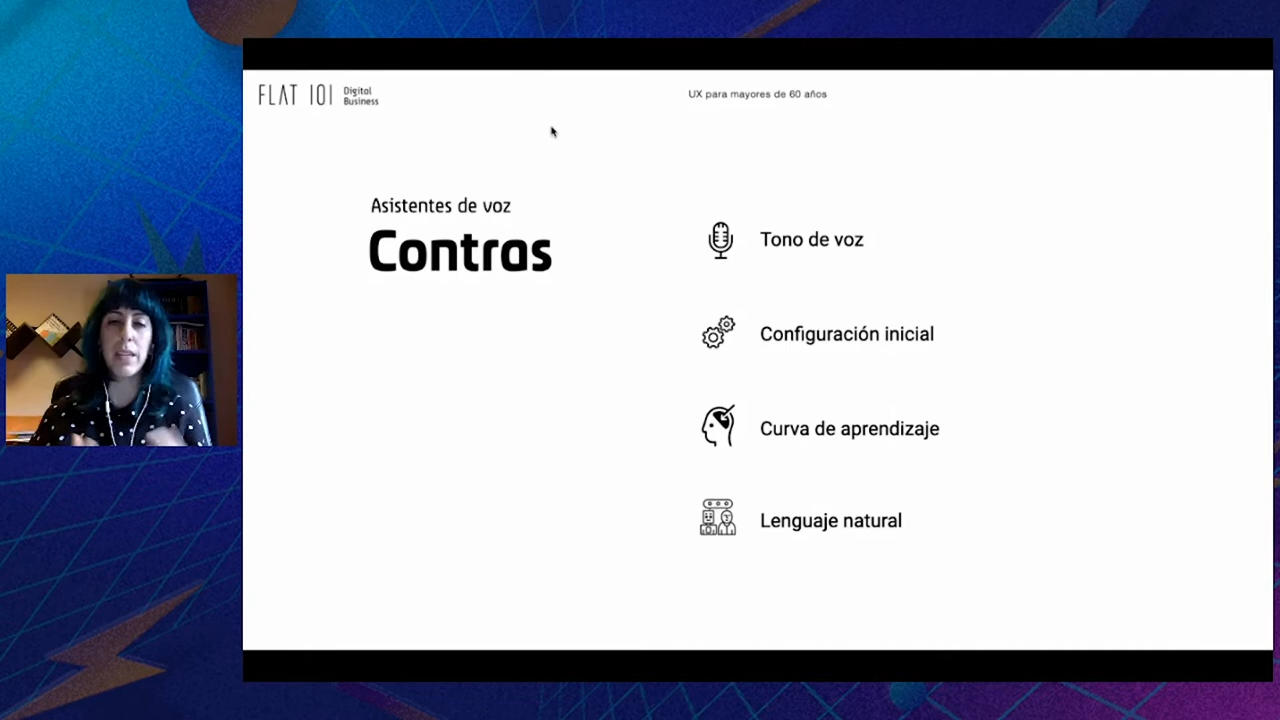 FLAT 101 Digital
Business
UX para mayores de 60 años
Asistentes de voz
Contras
Tono de voz
Configuración inicial
Curva de aprendizaje
Lenguaje natural